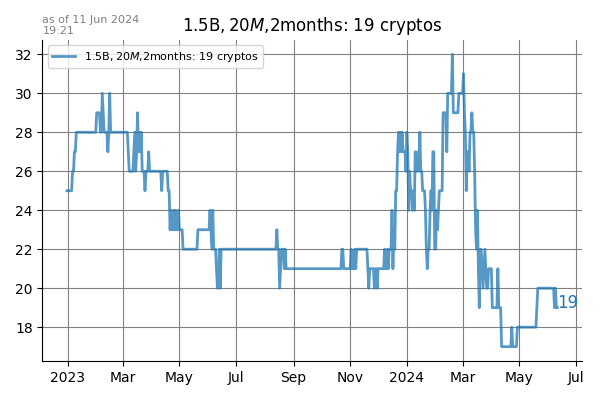 as of 11 Jun 2024
19:21
1.5B, 20M,2months: 19 cryptos
1.5B, 20M,2months: 19 cryptos
32
30
28
26
24
22
20
18
19
2023 Mar May Jul Sep Nov 2024 Mar May Jul